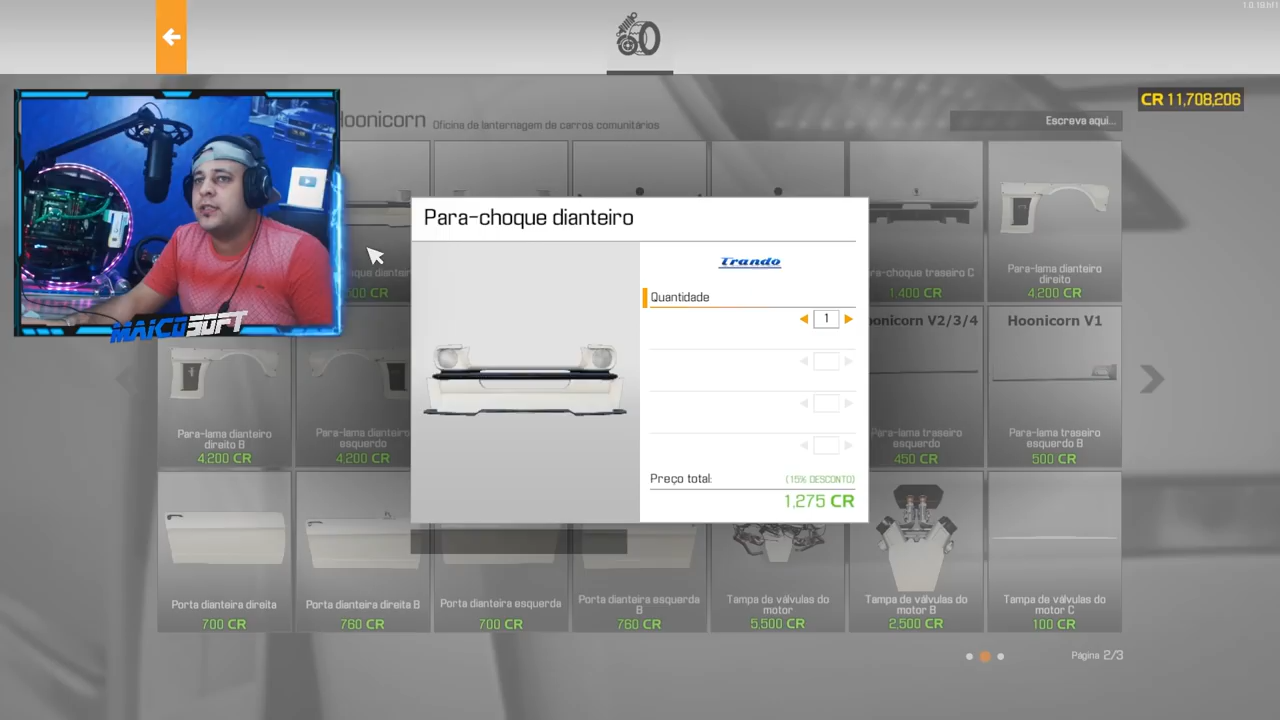 1.0.19.hf1
CR 11,708,206
Hoonicorn Oficina de lanternagem de carros comunitários
Escreva aqui...
Para-choque dianteiro
Trando
Quantidade
1
Preço total:
(15% DESCONTO)
1,275 CR
MAICOSOFT
1,400 CR
Para-choque traseiro C
Para-lama dianteiro
direito
4,200 CR
Para-lama dianteiro
direito B
4,200 CR
Para-lama dianteiro
esquerdo
4,200 CR
Hoonicorn V2/3/4
Para-lama traseiro
esquerdo
450 CR
Hoonicorn V1
Para-lama traseiro
esquerdo B
500 CR
Porta dianteira direita
700 CR
Porta dianteira direita B
760 CR
Porta dianteira esquerda
700 CR
Porta dianteira esquerda
B
760 CR
Tampa de válvulas do
motor
5,500 CR
Tampa de válvulas do
motor B
2,500 CR
Tampa de válvulas do
motor C
100 CR
Página 2/3